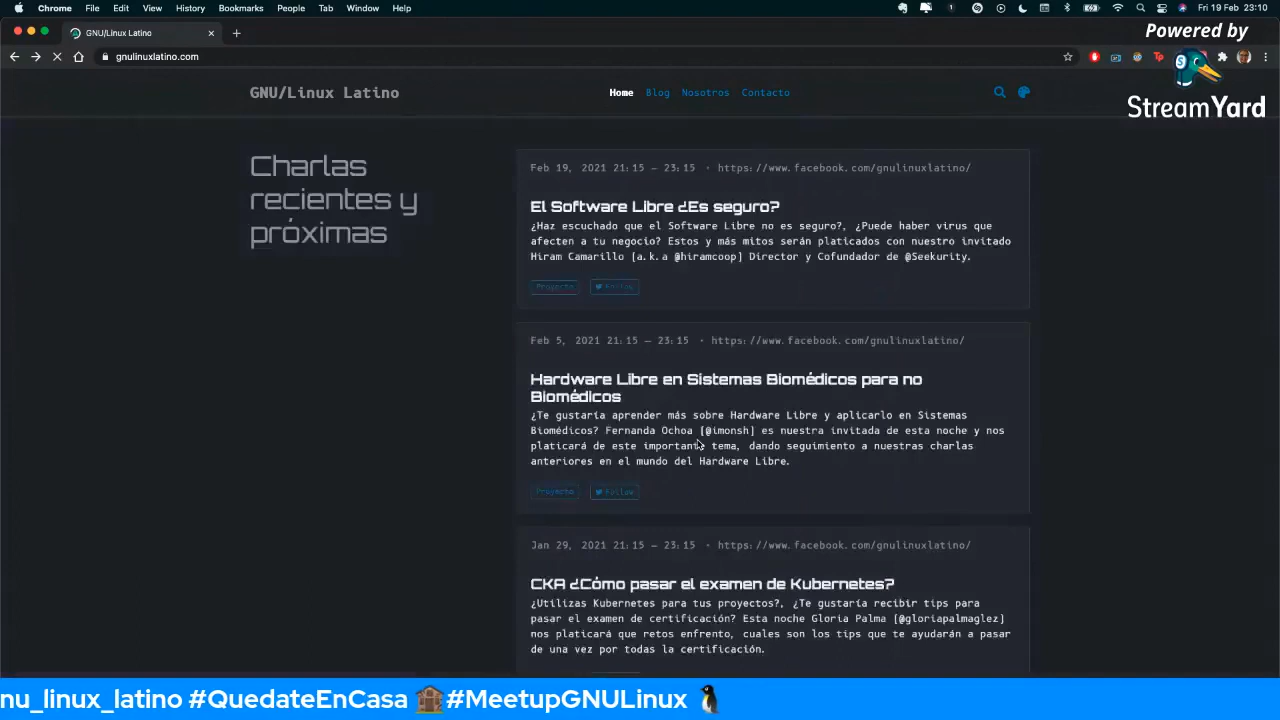 Chrome File Edit View History Bookmarks People Tab Window Help Fri 19 Feb 23:10
GNU/Linux Latino
gnulinuxlatino.com
Powered by
StreamYard
GNU/Linux Latino
Home Blog Nosotros Contacto
Charlas
recientes y
próximas
Feb 19, 2021 21:15 — 23:15 · https://www.facebook.com/gnulinuxlatino/
El Software Libre ¿Es seguro?
¿Haz escuchado que el Software Libre no es seguro?, ¿Puede haber virus que
afecten a tu negocio? Estos y más mitos serán platicados con nuestro invitado
Hiram Camarillo [a.k.a @hiramcoop] Director y Cofundador de @Seekurity.
Proyecto Follow
Feb 5, 2021 21:15 — 23:15 · https://www.facebook.com/gnulinuxlatino/
Hardware Libre en Sistemas Biomédicos para no
Biomédicos
¿Te gustaría aprender más sobre Hardware Libre y aplicarlo en Sistemas
Biomédicos? Fernanda Ochoa [@imonsh] es nuestra invitada de esta noche y nos
platicará de este importante tema, dando seguimiento a nuestras charlas
anteriores en el mundo del Hardware Libre.
Proyecto Follow
Jan 29, 2021 21:15 — 23:15 · https://www.facebook.com/gnulinuxlatino/
CKA ¿Cómo pasar el examen de Kubernetes?
¿Utilizas Kubernetes para tus proyectos?, ¿Te gustaría recibir tips para
pasar el examen de certificación? Esta noche Gloria Palma [@gloriapalmaglez]
nos platicará que retos enfrento, cuales son los tips que te ayudarán a pasar
de una vez por todas la certificación.
nu_linux_latino #QuedateEnCasa #MeetupGNULinux